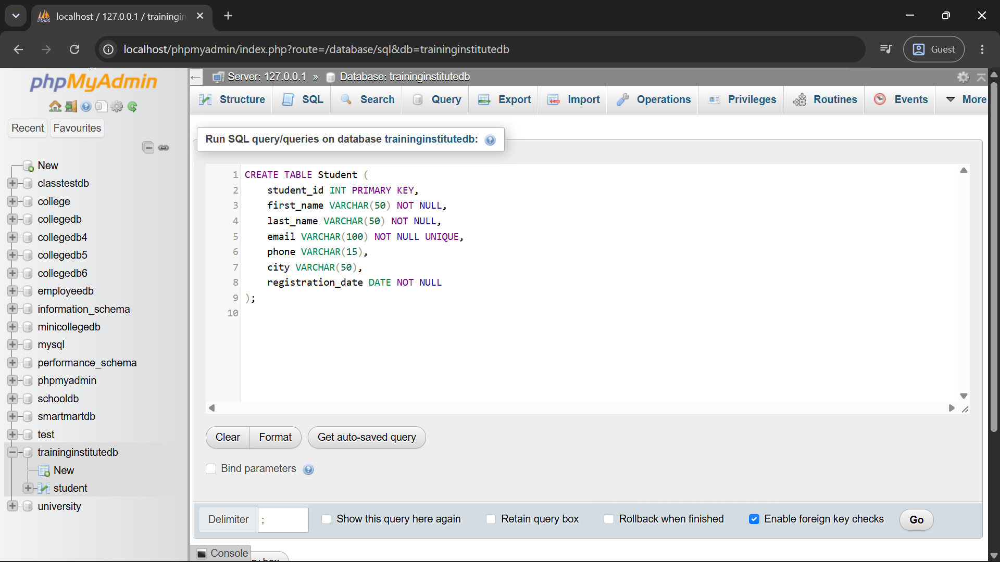 localhost / 127.0.0.1 / trainingin
localhost/phpmyadmin/index.php?route=/database/sql&db=traininginstitutedb
Guest
phpMyAdmin
Recent
Favourites
New
classtestdb
college
collegedb
collegedb4
collegedb5
collegedb6
employeedb
information_schema
minicollegedb
mysql
performance_schema
phpmyadmin
schooldb
smartmartdb
test
traininginstitutedb
New
student
university
Server: 127.0.0.1 » Database: traininginstitutedb
Structure SQL Search Query Export Import Operations Privileges Routines Events More
Run SQL query/queries on database traininginstitutedb:
1 CREATE TABLE Student (
2 student_id INT PRIMARY KEY,
3 first_name VARCHAR(50) NOT NULL,
4 last_name VARCHAR(50) NOT NULL,
5 email VARCHAR(100) NOT NULL UNIQUE,
6 phone VARCHAR(15),
7 city VARCHAR(50),
8 registration_date DATE NOT NULL
9 );
10
Clear Format Get auto-saved query
Bind parameters
Delimiter ; Show this query here again Retain query box Rollback when finished Enable foreign key checks Go
Console